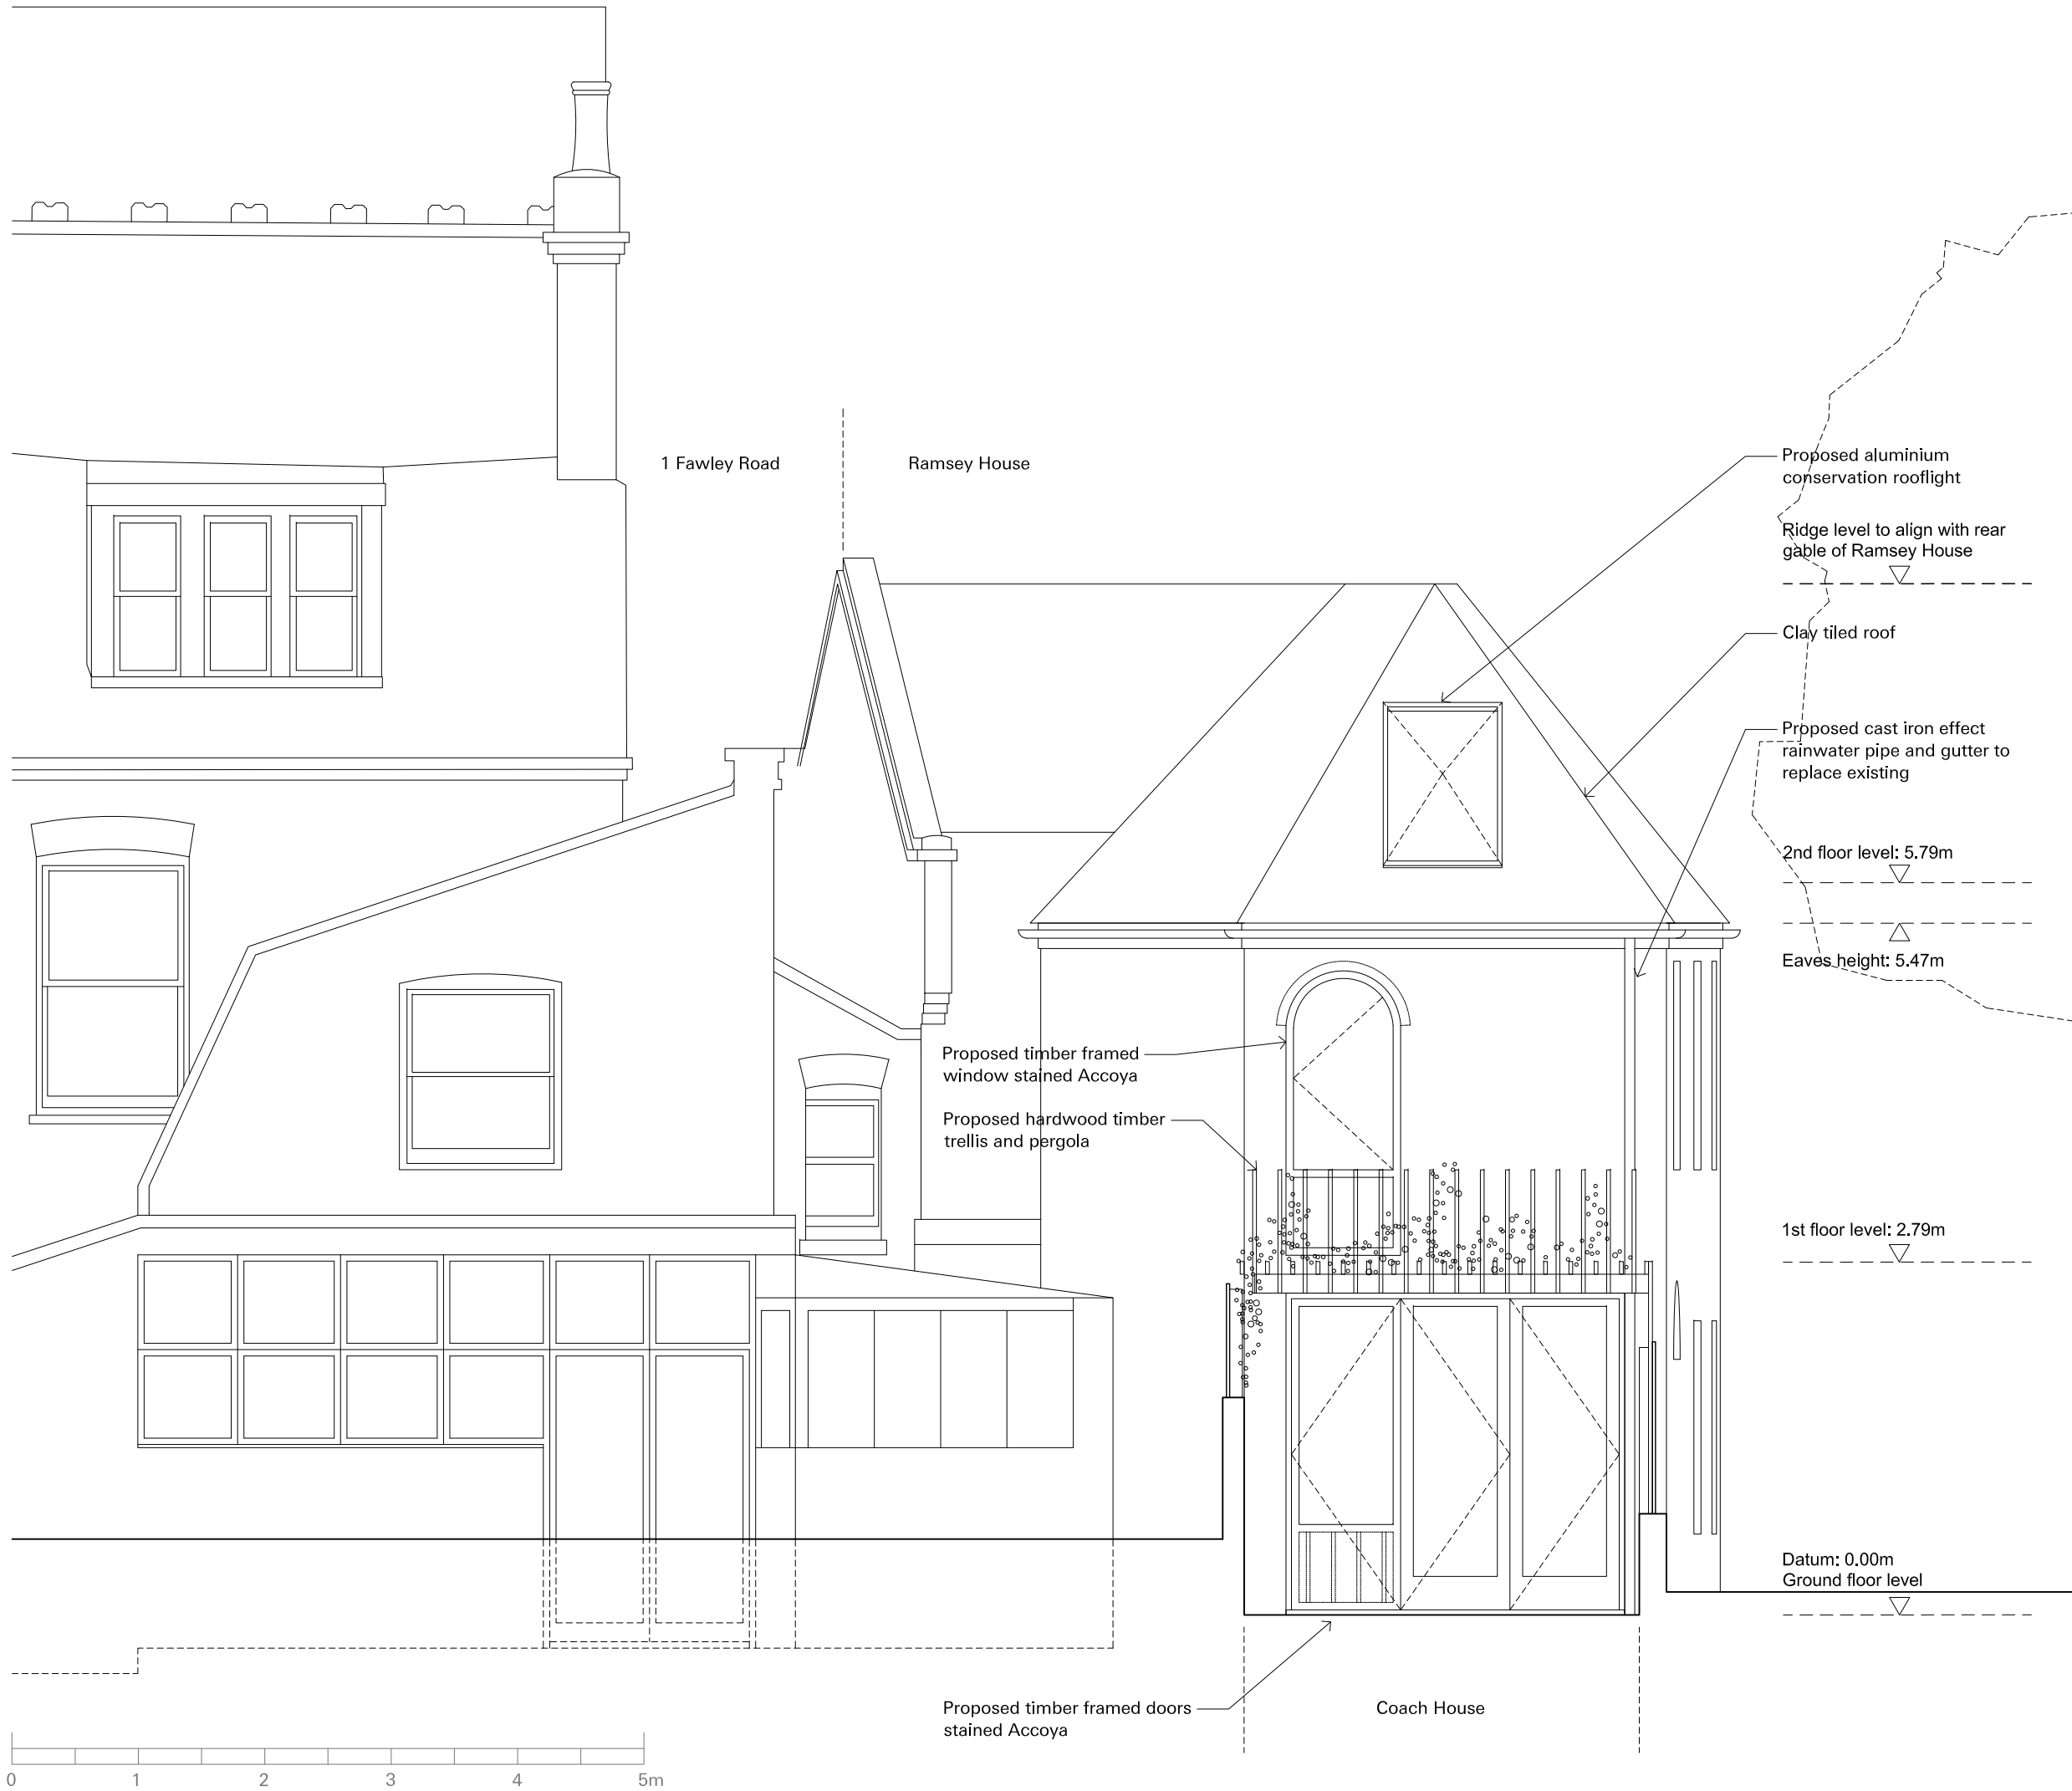 1 Fawley Road
Ramsey House
Proposed aluminium
conservation rooflight
Ridge level to align with rear
gable of Ramsey House
Clay tiled roof
Proposed cast iron effect
rainwater pipe and gutter to
replace existing
2nd floor level: 5.79m
Eaves height: 5.47m
Proposed timber framed
window stained Accoya
Proposed hardwood timber
trellis and pergola
1st floor level: 2.79m
Datum: 0.00m
Ground floor level
Proposed timber framed doors
stained Accoya
Coach House
0 1 2 3 4 5m